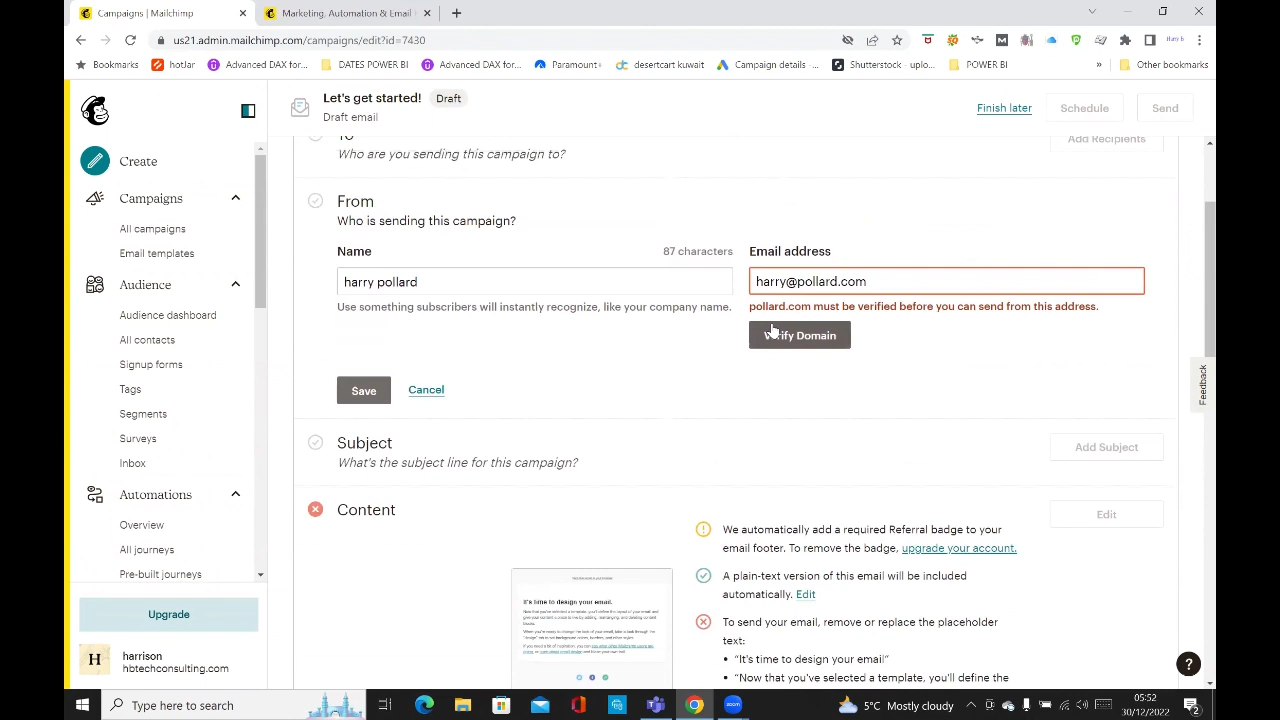 Campaigns | Mailchimp
Marketing, Automation & Email
us21.admin.mailchimp.com/campaigns/edit?id=7430
Bookmarks
hotjar
Advanced DAX for...
DATES POWER BI
Advanced DAX for...
Paramount+
desertcart kuwait
Campaign details -...
Shutterstock - uplo...
POWER BI
»
Other bookmarks
Let's get started!
Draft
Draft email
Finish later
Schedule
Send
Create
Campaigns
All campaigns
Email templates
Audience
Audience dashboard
All contacts
Signup forms
Tags
Segments
Surveys
Inbox
Automations
Overview
All journeys
Pre-built journeys
Upgrade
H
To
Who are you sending this campaign to?
Add Recipients
From
Who is sending this campaign?
Name
87 characters
harry pollard
Use something subscribers will instantly recognize, like your company name.
Email address
harry@pollard.com
pollard.com must be verified before you can send from this address.
Verify Domain
Save
Cancel
Subject
What's the subject line for this campaign?
Add Subject
Content
Edit
We automatically add a required Referral badge to your
email footer. To remove the badge, upgrade your account.
A plain-text version of this email will be included
automatically. Edit
To send your email, remove or replace the placeholder
text:
• "It's time to design your email"
• "Now that you've selected a template, you'll define the
It's time to design your email.
Feedback
?
Type here to search
5°C Mostly cloudy
05:52
30/12/2022